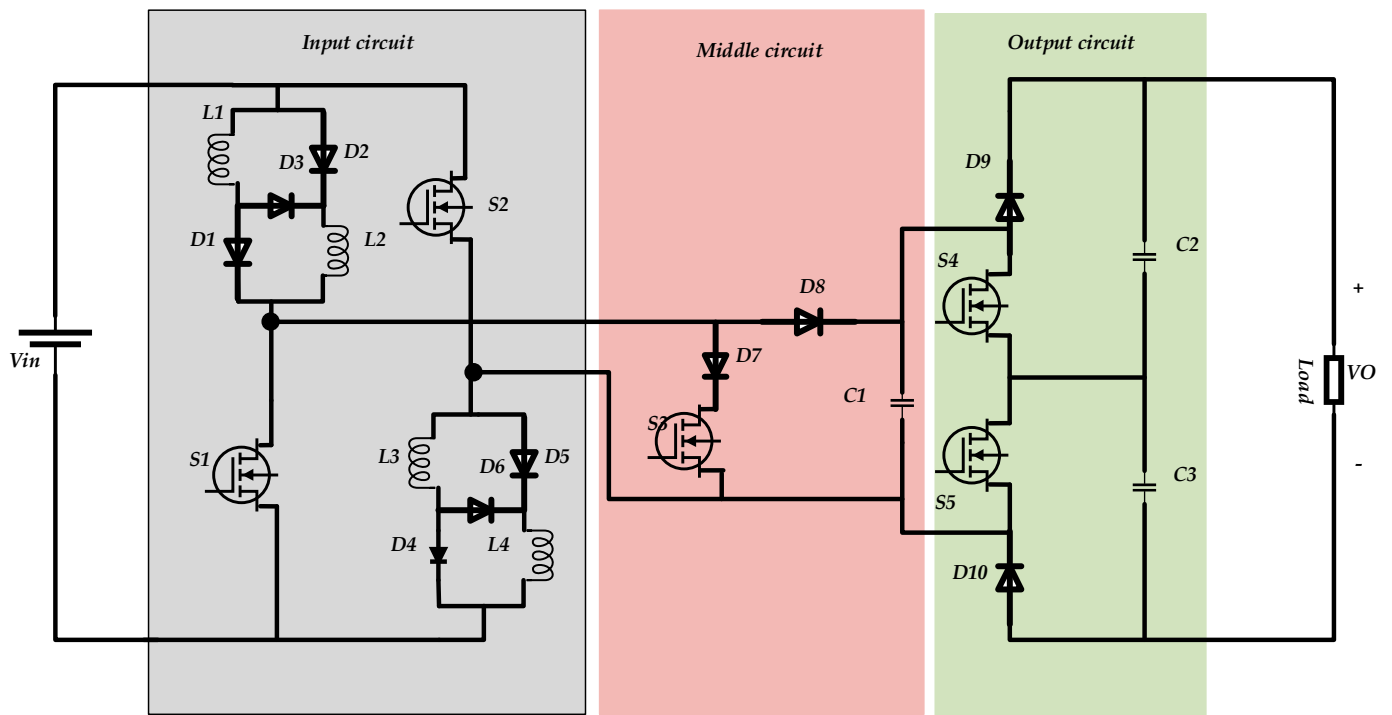 Input circuit
Middle circuit
Output circuit
L1
D3
D2
D9
S2
D1
L2
S4
C2
D8
+
Vin
D7
Load
VO
C1
S3
S1
L3
D6
D5
-
C3
S5
D4
L4
D10